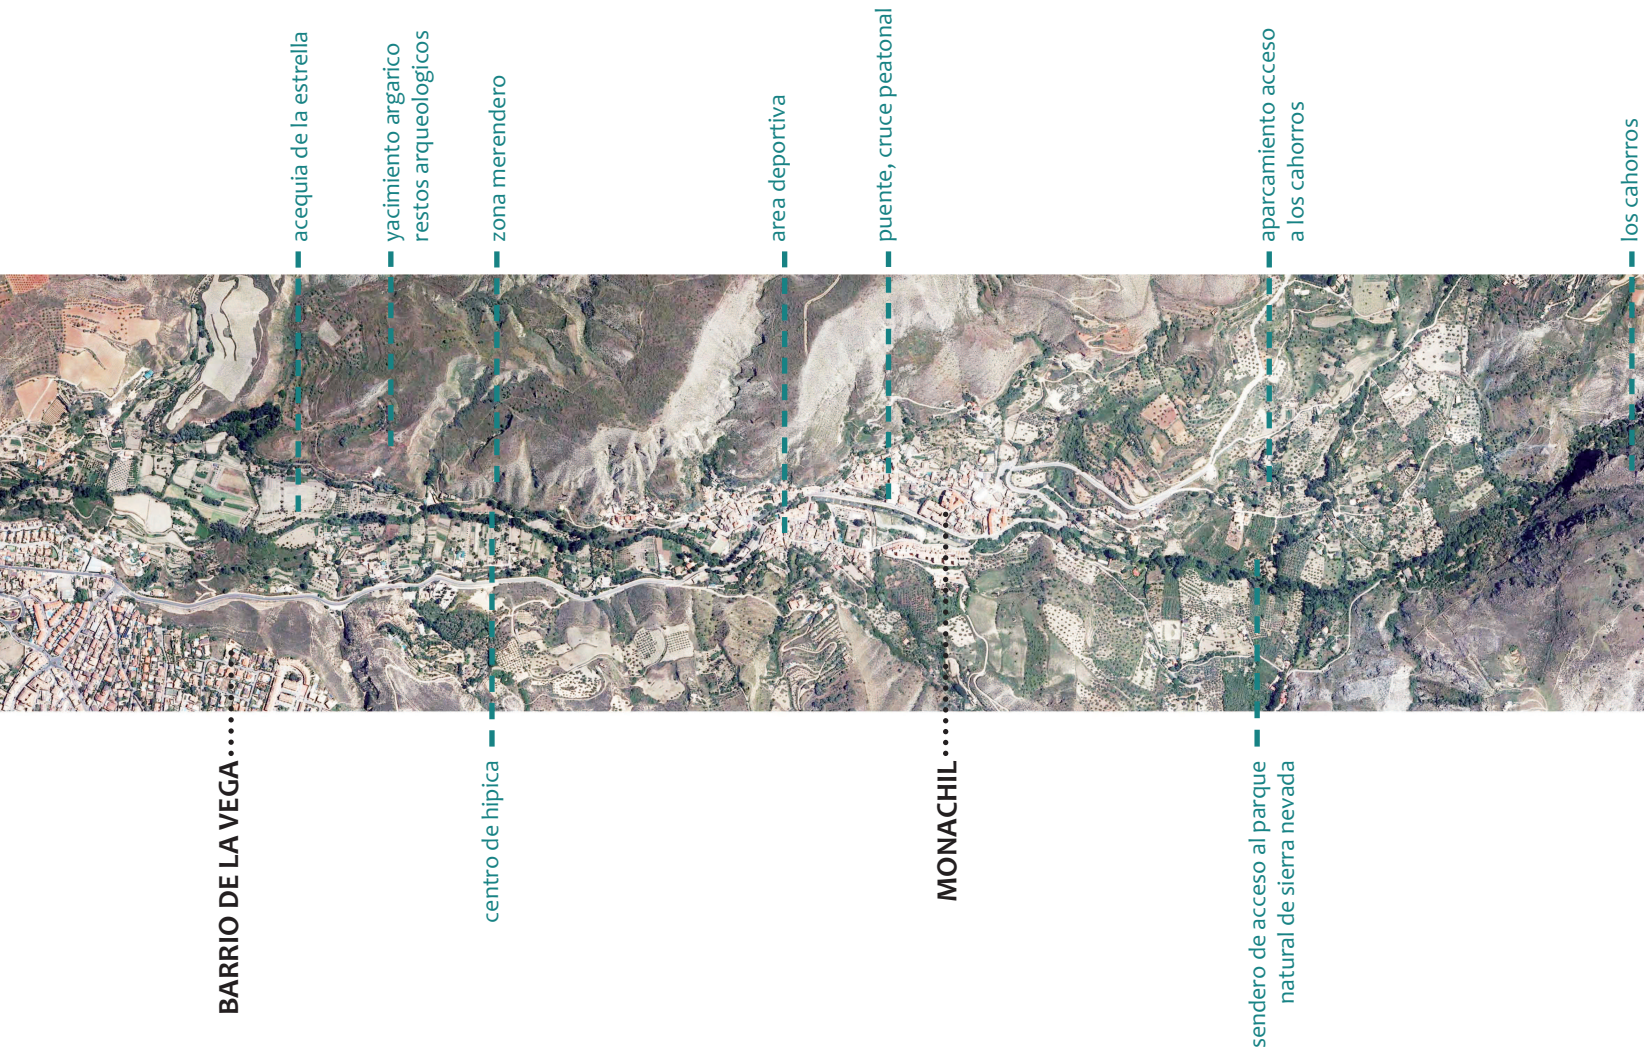 acequia de la estrella
yacimiento argarico
restos arqueologicos
zona merendero
area deportiva
puente, cruce peatonal
aparcamiento acceso
a los cahorros
los cahorros
BARRIO DE LA VEGA
centro de hipica
MONACHIL
sendero de acceso al parque
natural de sierra nevada